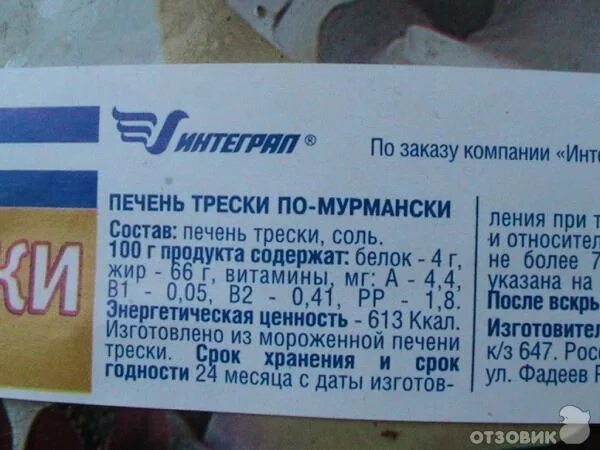 ИНТЕГРАЛ ®
По заказу компании «Инте
ПЕЧЕНЬ ТРЕСКИ ПО-МУРМАНСКИ
Состав: печень трески, соль.
100 г продукта содержат: белок - 4 г,
жир - 66 г, витамины, мг: А - 4,4,
В1 - 0,05, В2 - 0,41, РР - 1,8.
Энергетическая ценность - 613 Ккал.
Изготовлено из мороженной печени
трески. Срок хранения и срок
годности 24 месяца с даты изготов-
ления при т
и относител
не более 7
указана на
После вскры
Изготовител
к/з 647. Росс
ул. Фадеев Р
КИ
ОТЗОВИК